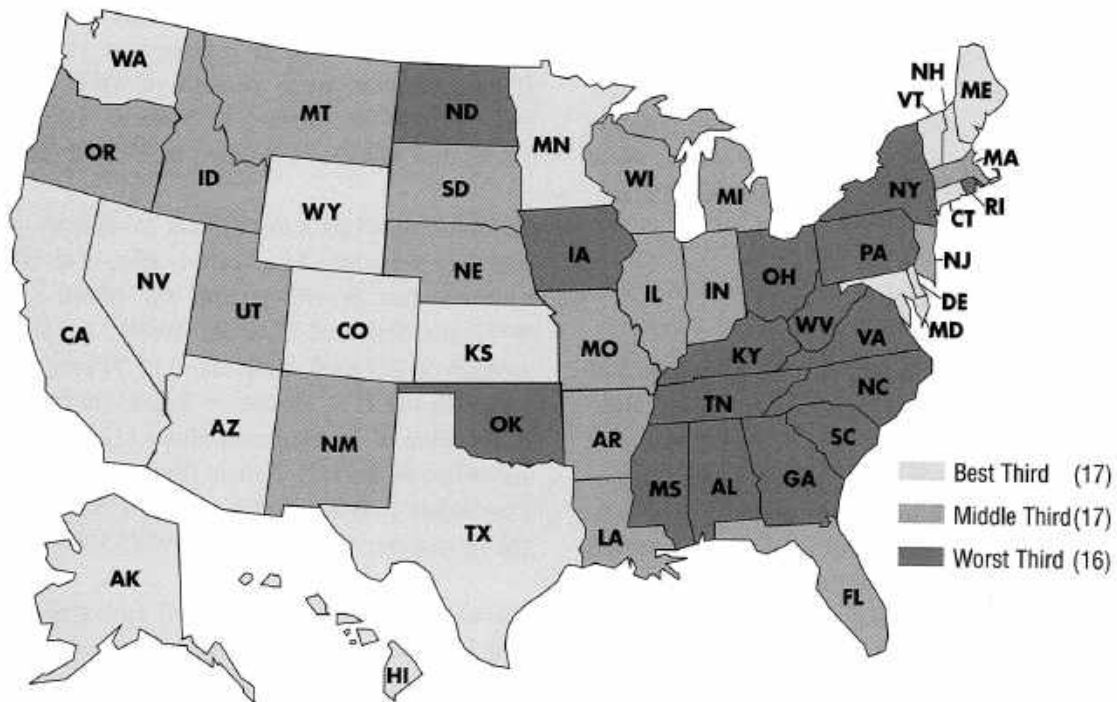 WA
MT
ND
MN
OR
ID
SD
WY
WI
MI
NH
VT
ME
MA
NY
RI
CT
NV
NE
IA
PA
NJ
CA
UT
CO
KS
IL
IN
OH
WV
DE
MD
MO
KY
VA
AZ
NM
OK
TN
NC
AR
SC
MS
AL
GA
TX
LA
FL
AK
HI
Best Third (17)
Middle Third (17)
Worst Third (16)